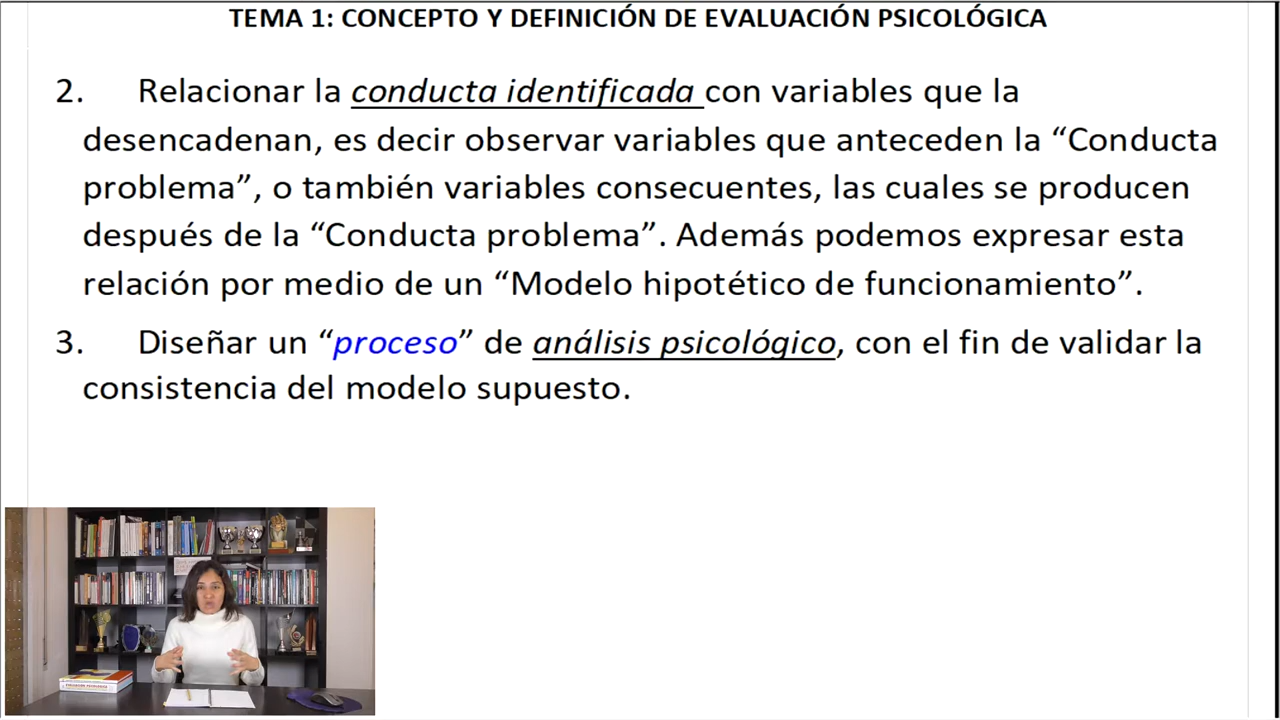 TEMA 1: CONCEPTO Y DEFINICIÓN DE EVALUACIÓN PSICOLÓGICA
2. Relacionar la conducta identificada con variables que la
desencadenan, es decir observar variables que anteceden la “Conducta
problema”, o también variables consecuentes, las cuales se producen
después de la “Conducta problema”. Además podemos expresar esta
relación por medio de un “Modelo hipotético de funcionamiento”.
3. Diseñar un “proceso” de análisis psicológico, con el fin de validar la
consistencia del modelo supuesto.
EVALUACIÓN PSICOLÓGICA